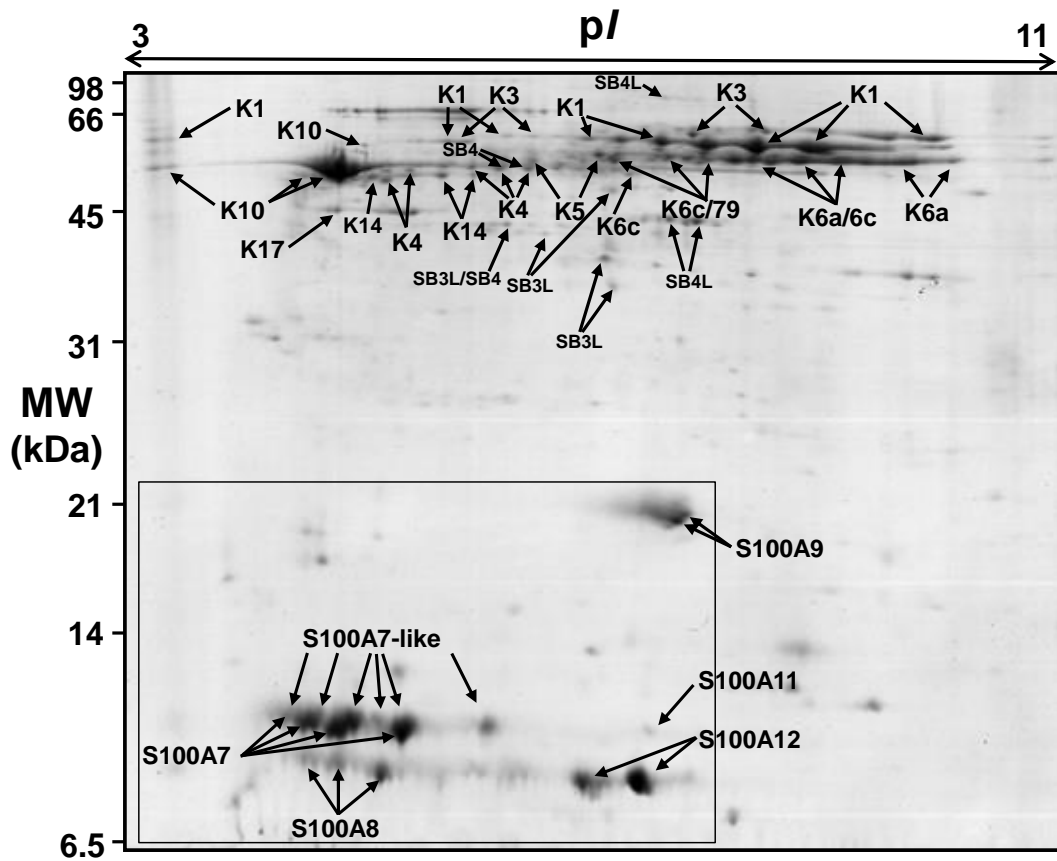 pI
3
11
98
66
45
31
21
14
6.5
MW
(kDa)
SB4L
K1
K1
K3
K1
K3
K1
K10
SB4
K10
K17
K14
K4
K14
K4
K5
K6c
K6c/79
K6a/6c
K6a
SB3L/SB4
SB3L
SB4L
SB3L
S100A9
S100A7-like
S100A11
S100A7
S100A12
S100A8